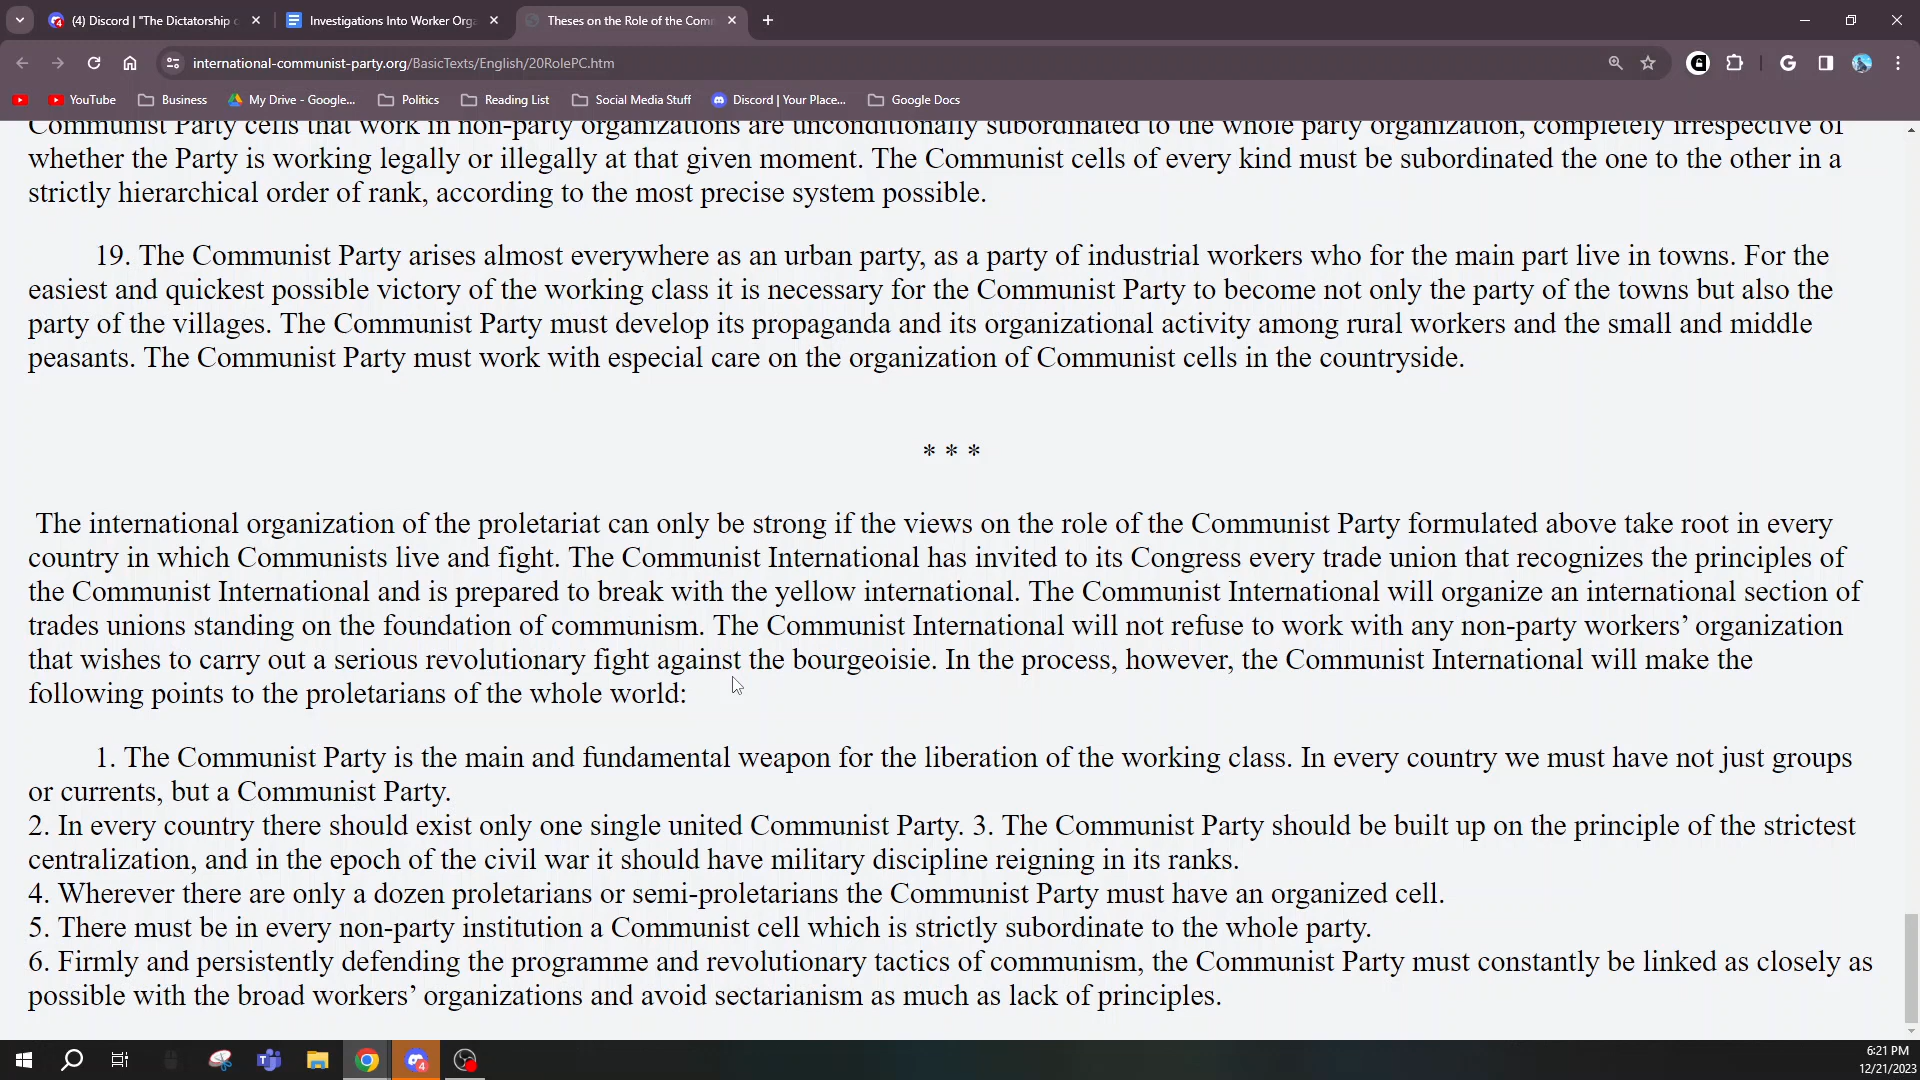 (4) Discord | "The Dictatorship
Investigations Into Worker Orga
Theses on the Role of the Com
international-communist-party.org/BasicTexts/English/20RolePC.htm
YouTube
Business
My Drive - Google...
Politics
Reading List
Social Media Stuff
Discord | Your Place...
Google Docs
Communist Party cells that work in non-party organizations are unconditionally subordinated to the whole party organization, completely irrespective of
whether the Party is working legally or illegally at that given moment. The Communist cells of every kind must be subordinated the one to the other in a
strictly hierarchical order of rank, according to the most precise system possible.
19. The Communist Party arises almost everywhere as an urban party, as a party of industrial workers who for the main part live in towns. For the
easiest and quickest possible victory of the working class it is necessary for the Communist Party to become not only the party of the towns but also the
party of the villages. The Communist Party must develop its propaganda and its organizational activity among rural workers and the small and middle
peasants. The Communist Party must work with especial care on the organization of Communist cells in the countryside.
* * *
The international organization of the proletariat can only be strong if the views on the role of the Communist Party formulated above take root in every
country in which Communists live and fight. The Communist International has invited to its Congress every trade union that recognizes the principles of
the Communist International and is prepared to break with the yellow international. The Communist International will organize an international section of
trades unions standing on the foundation of communism. The Communist International will not refuse to work with any non-party workers’ organization
that wishes to carry out a serious revolutionary fight against the bourgeoisie. In the process, however, the Communist International will make the
following points to the proletarians of the whole world:
1. The Communist Party is the main and fundamental weapon for the liberation of the working class. In every country we must have not just groups
or currents, but a Communist Party.
2. In every country there should exist only one single united Communist Party. 3. The Communist Party should be built up on the principle of the strictest
centralization, and in the epoch of the civil war it should have military discipline reigning in its ranks.
4. Wherever there are only a dozen proletarians or semi-proletarians the Communist Party must have an organized cell.
5. There must be in every non-party institution a Communist cell which is strictly subordinate to the whole party.
6. Firmly and persistently defending the programme and revolutionary tactics of communism, the Communist Party must constantly be linked as closely as
possible with the broad workers’ organizations and avoid sectarianism as much as lack of principles.
6:21 PM
12/21/2023